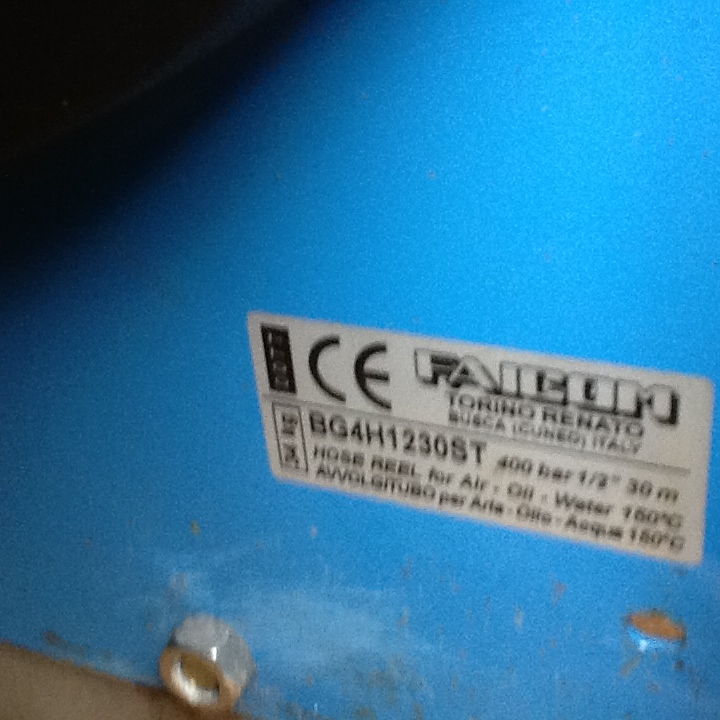 CE FAICOM
TORINO RENATO
BUSCA (CUNEO) ITALY
BG4H1230ST 400 bar 1/2" 30 m
HOSE REEL for Air - Oil - Water 150°C
AVVOLGITUBO per Aria - Olio - Acqua 150°C